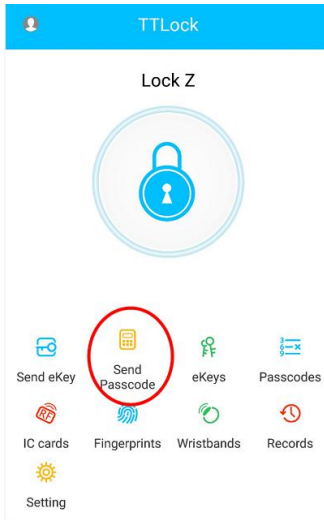 TTLock
Lock Z
Send eKey
Send
Passcode
eKeys
Passcodes
IC cards
Fingerprints
Wristbands
Records
Setting